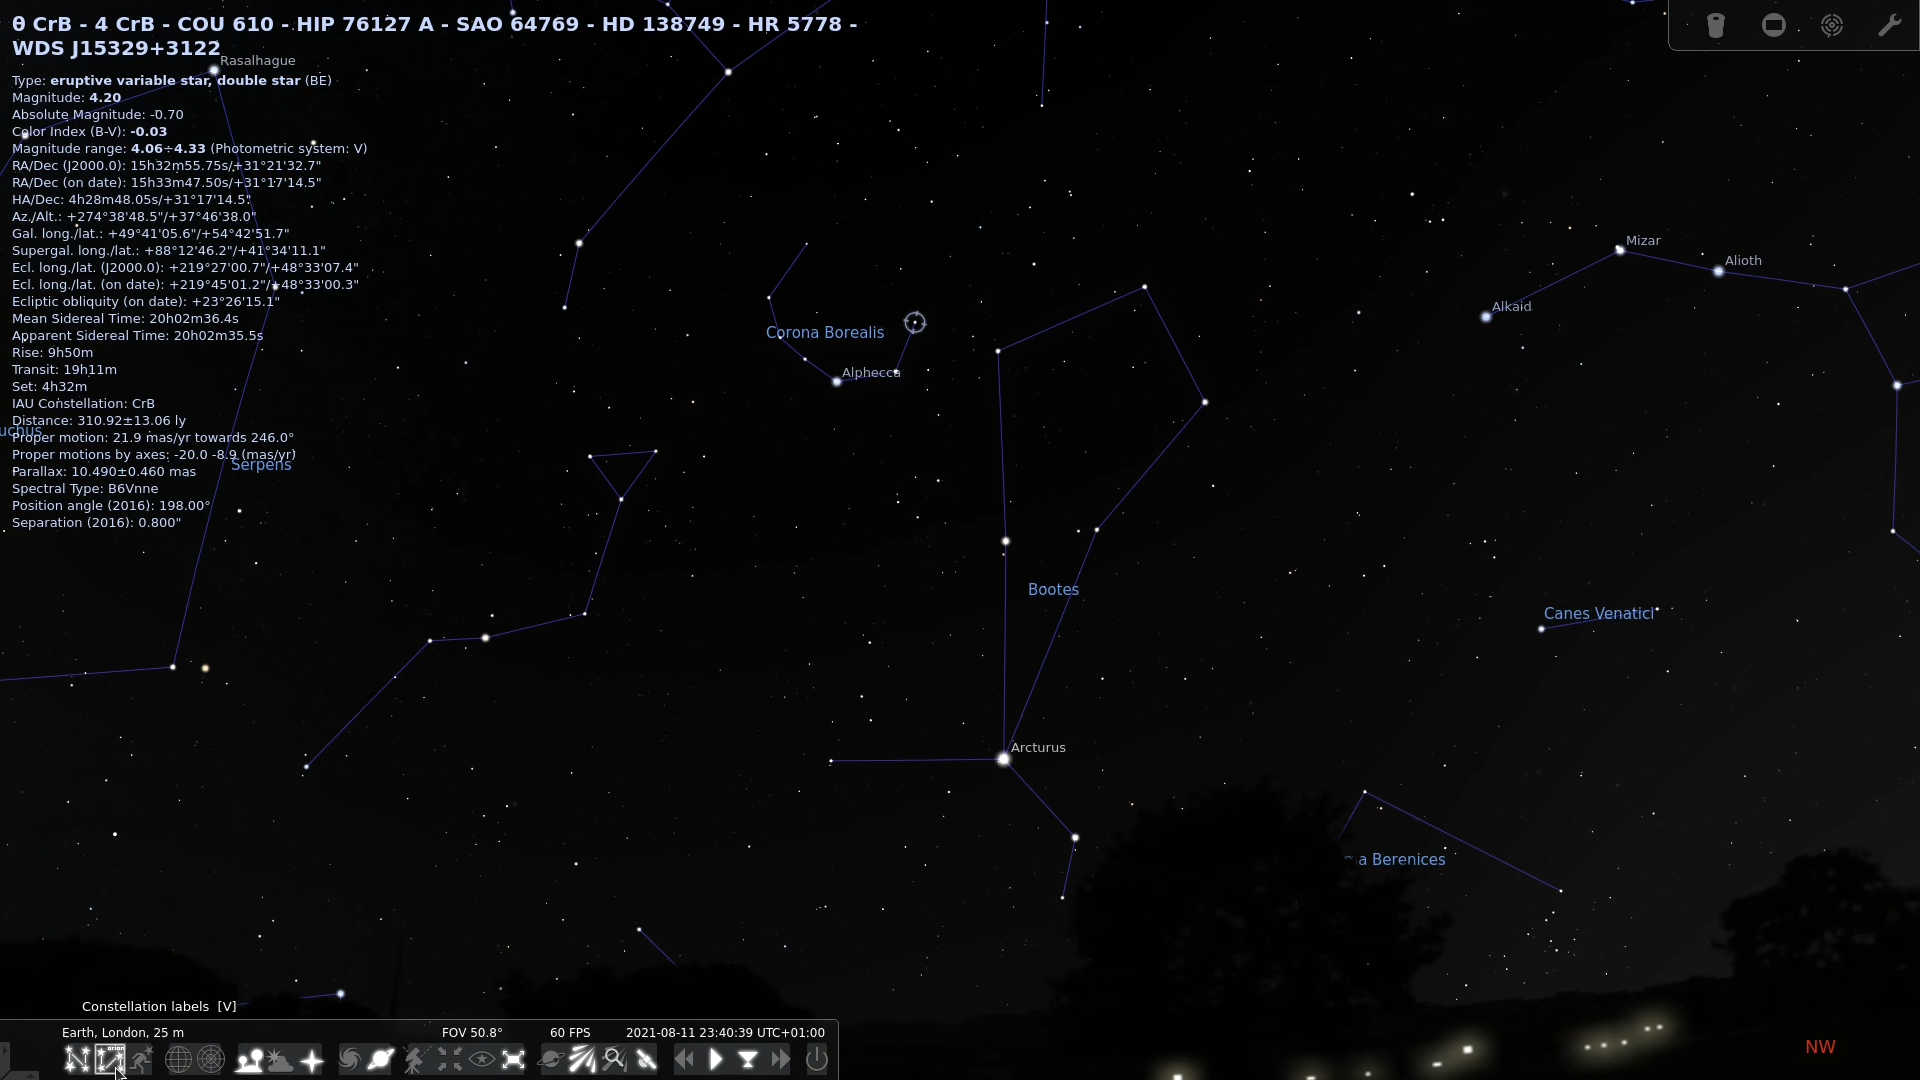 θ CrB - 4 CrB - COU 610 - HIP 76127 A - SAO 64769 - HD 138749 - HR 5778 -
WDS J15329+3122
Rasalhague
Type: eruptive variable star, double star (BE)
Magnitude: 4.20
Absolute Magnitude: -0.70
Color Index (B-V): -0.03
Magnitude range: 4.06÷4.33 (Photometric system: V)
RA/Dec (J2000.0): 15h32m55.75s/+31°21'32.7"
RA/Dec (on date): 15h33m47.50s/+31°17'14.5"
HA/Dec: 4h28m48.05s/+31°17'14.5"
Az./Alt.: +274°38'48.5"/+37°46'38.0"
Gal. long./lat.: +49°41'05.6"/+54°42'51.7"
Supergal. long./lat.: +88°12'46.2"/+41°34'11.1"
Ecl. long./lat. (J2000.0): +219°27'00.7"/+48°33'07.4"
Ecl. long./lat. (on date): +219°45'01.2"/+48°33'00.3"
Ecliptic obliquity (on date): +23°26'15.1"
Mean Sidereal Time: 20h02m36.4s
Apparent Sidereal Time: 20h02m35.5s
Rise: 9h50m
Transit: 19h11m
Set: 4h32m
IAU Constellation: CrB
Distance: 310.92±13.06 ly
Proper motion: 21.9 mas/yr towards 246.0°
Proper motions by axes: -20.0 -8.9 (mas/yr)
Parallax: 10.490±0.460 mas
Spectral Type: B6Vnne
Position angle (2016): 198.00°
Separation (2016): 0.800"
uchus
Serpens
Mizar
Alioth
Alkaid
Corona Borealis
Alphecca
Bootes
Canes Venatici
Arcturus
a Berenices
Constellation labels [V]
Earth, London, 25 m
FOV 50.8°
60 FPS
2021-08-11 23:40:39 UTC+01:00
NW